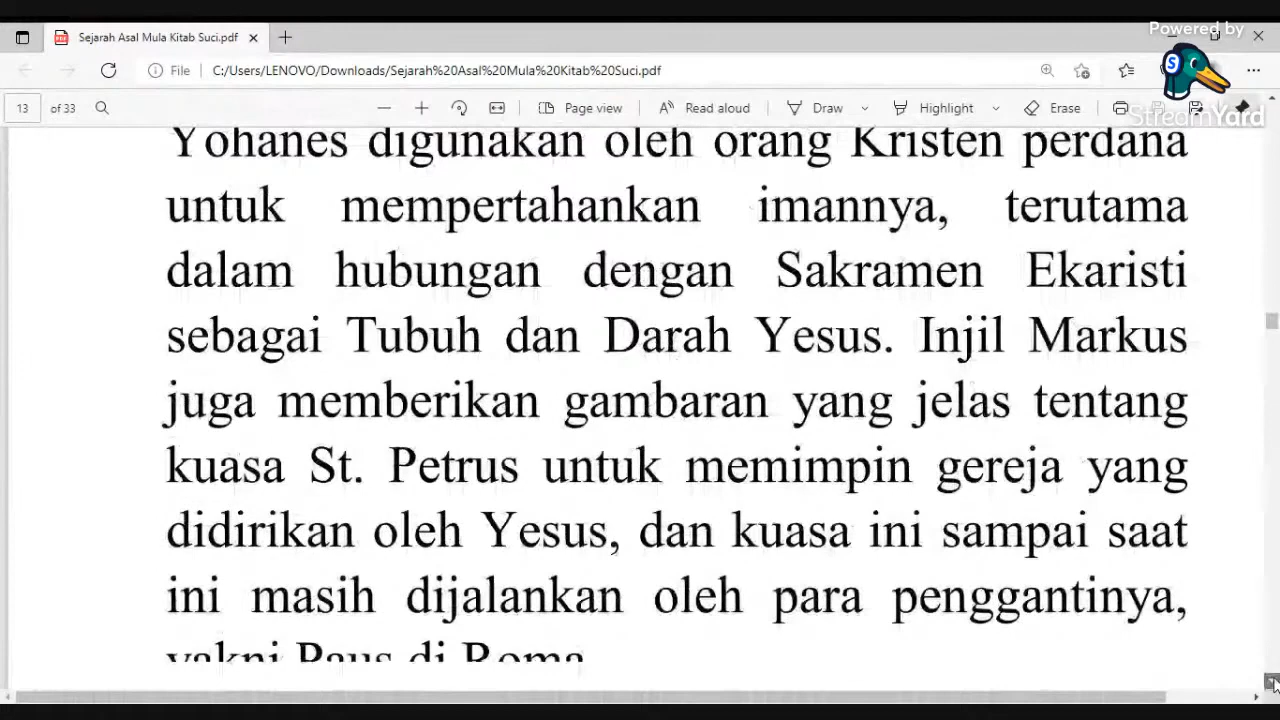 Powered by
Sejarah Asal Mula Kitab Suci.pdf
File C:/Users/LENOVO/Downloads/Sejarah%20Asal%20Mula%20Kitab%20Suci.pdf
13 of 33 Page view Read aloud Draw Highlight Erase
StreamYard
Yohanes digunakan oleh orang Kristen perdana
untuk mempertahankan imannya, terutama
dalam hubungan dengan Sakramen Ekaristi
sebagai Tubuh dan Darah Yesus. Injil Markus
juga memberikan gambaran yang jelas tentang
kuasa St. Petrus untuk memimpin gereja yang
didirikan oleh Yesus, dan kuasa ini sampai saat
ini masih dijalankan oleh para penggantinya,
yakni Paus di Roma